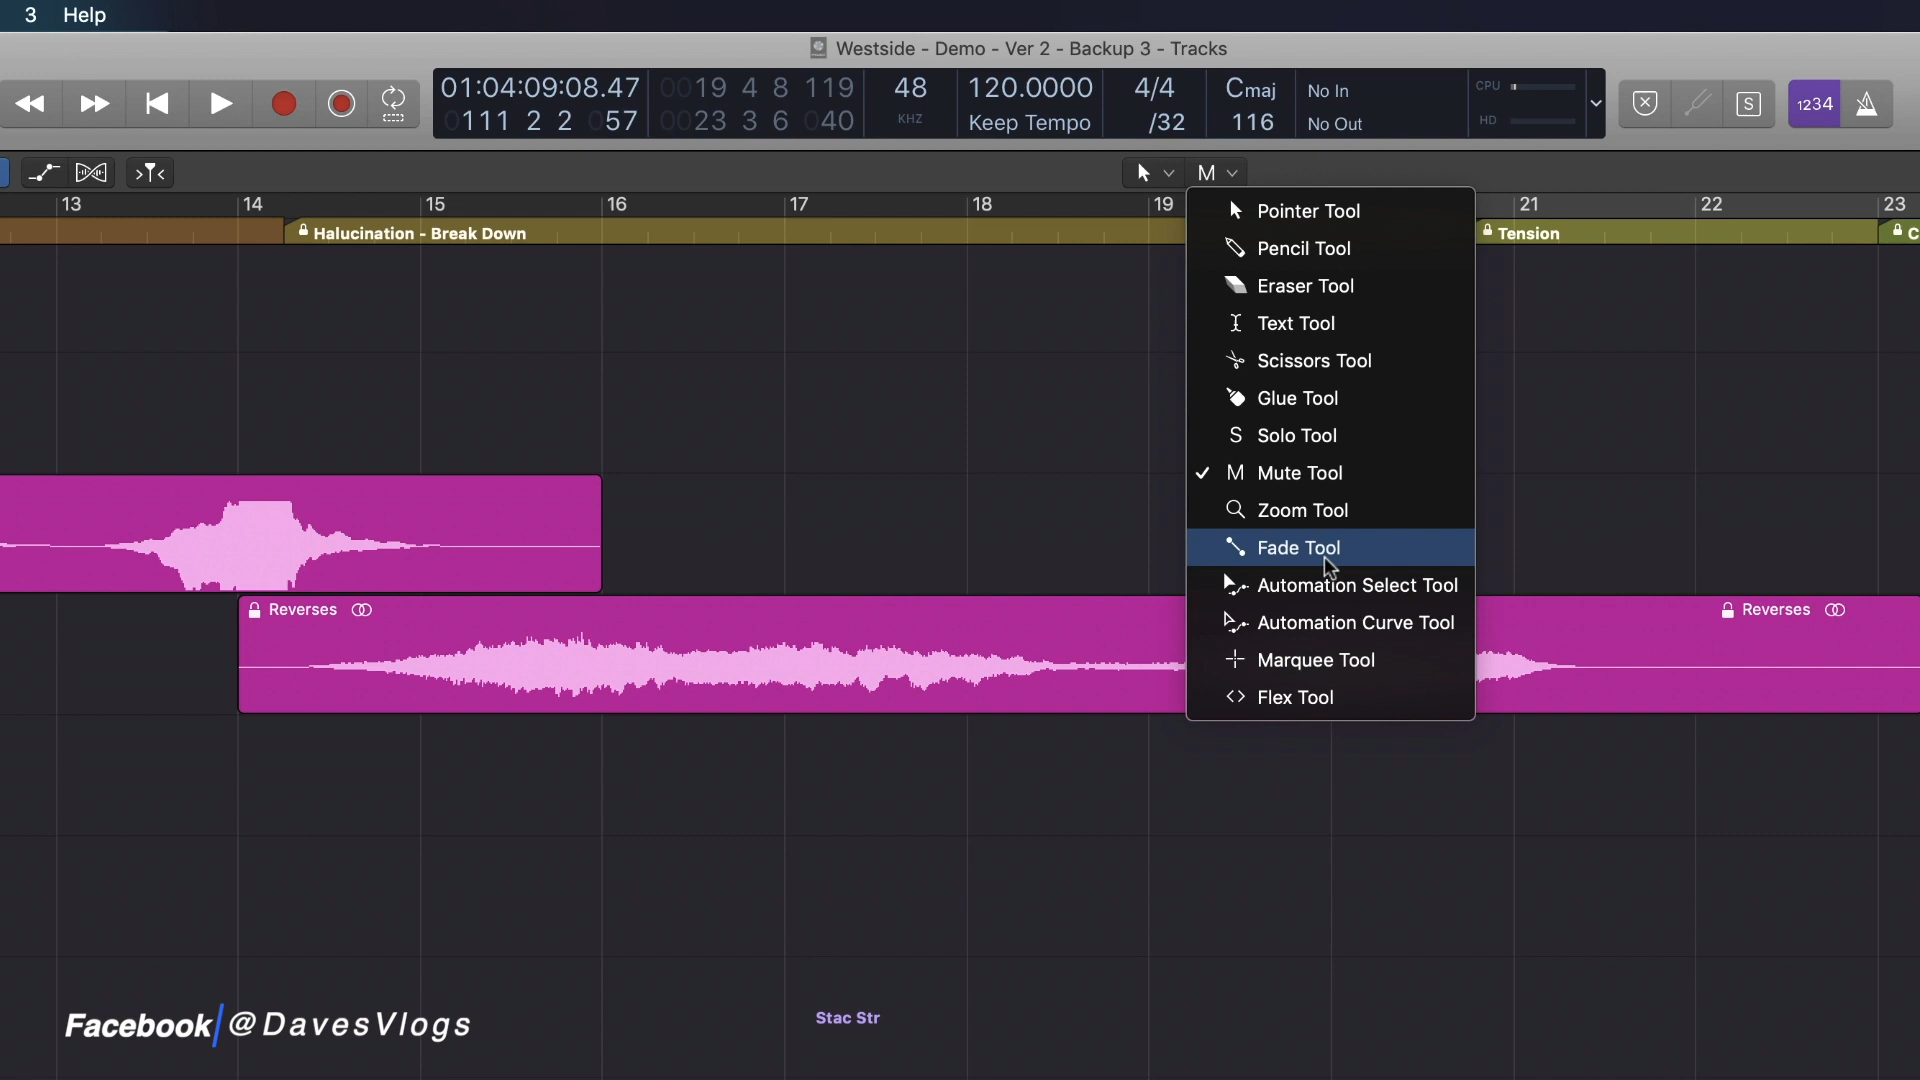 3 Help
Westside - Demo - Ver 2 - Backup 3 - Tracks
01:04:09:08.47 0019 4 8 119 48 120.0000 4/4 Cmaj No In CPU
0111 2 2 057 0023 3 6 040 KHZ Keep Tempo /32 116 No Out HD
S 1234
M
13 14 15 16 17 18 19 21 22 23
Halucination - Break Down
Tension
C
Pointer Tool
Pencil Tool
Eraser Tool
Text Tool
Scissors Tool
Glue Tool
S Solo Tool
M Mute Tool
Zoom Tool
Fade Tool
Automation Select Tool
Automation Curve Tool
Marquee Tool
Flex Tool
Reverses
Reverses
Stac Str
Facebook @DavesVlogs